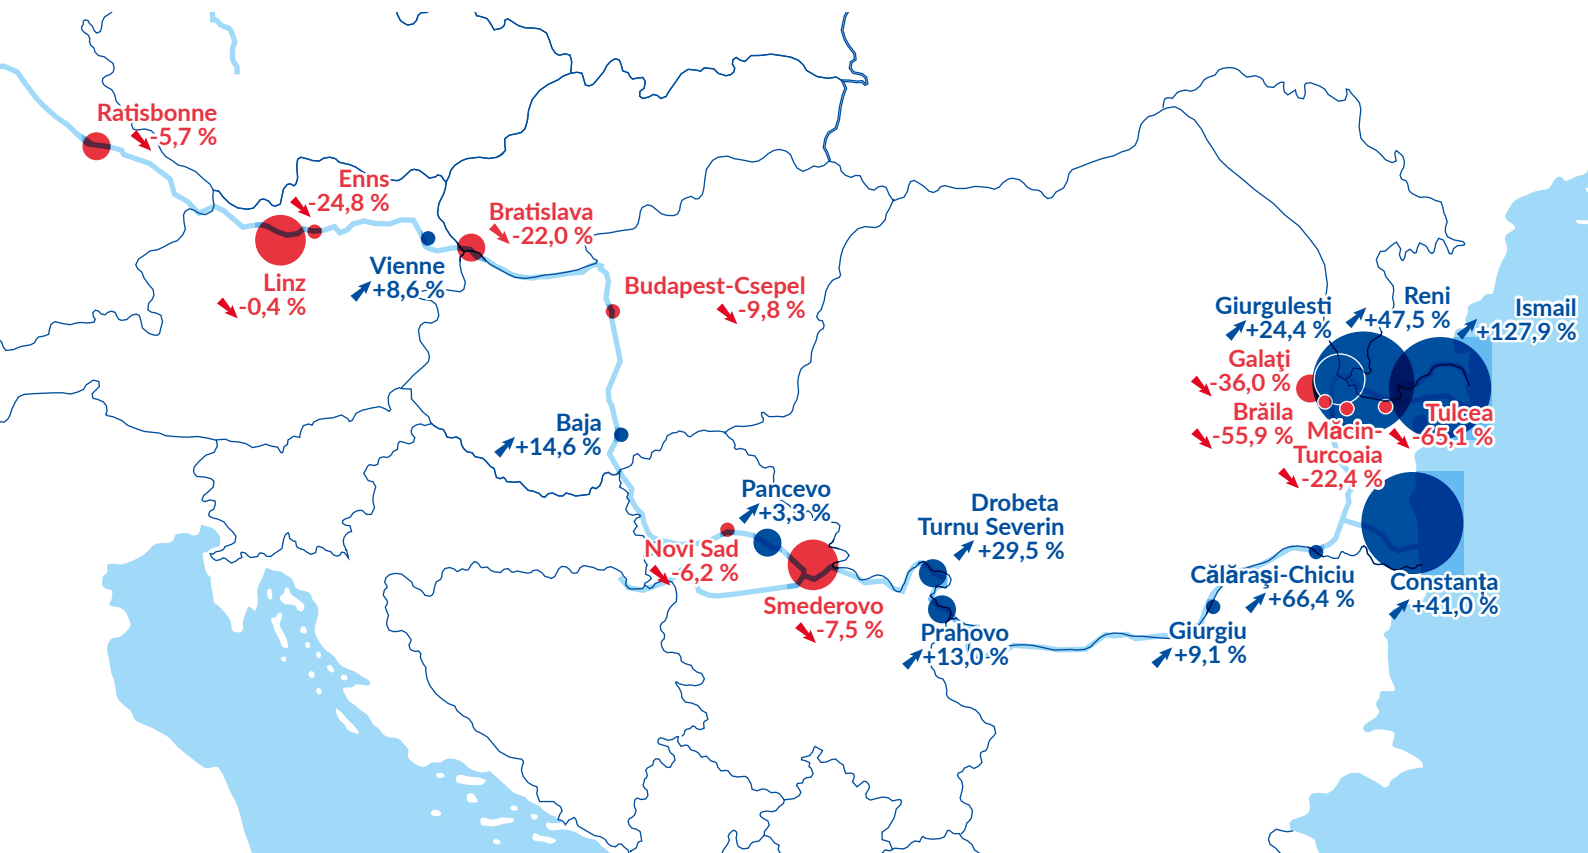 Ratisbonne
-5,7 %
Enns
-24,8 %
Linz
-0,4 %
Vienne
+8,6 %
Bratislava
-22,0 %
Budapest-Csepel
-9,8 %
Baja
+14,6 %
Novi Sad
-6,2 %
Pancevo
+3,3 %
Smederovo
-7,5 %
Drobeta
Turnu Severin
+29,5 %
Prahovo
+13,0 %
Giurgiu
+9,1 %
Călărași-Chiciu
+66,4 %
Constanța
+41,0 %
Giurgulesti
+24,4 %
Reni
+47,5 %
Ismail
+127,9 %
Galaţi
-36,0 %
Brăila
-55,9 %
Măcin-
Turcoaia
-22,4 %
Tulcea
-65,1 %